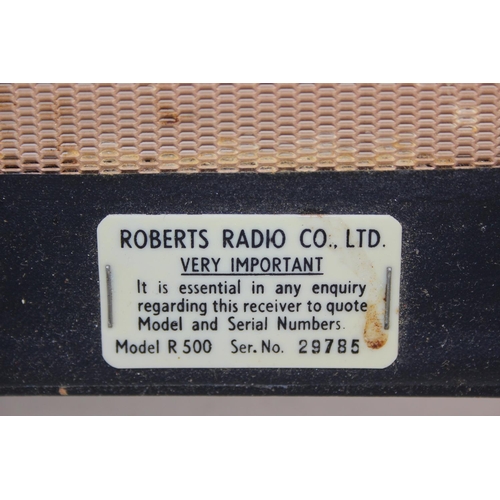 ROBERTS RADIO CO., LTD.
VERY IMPORTANT
It is essential in any enquiry
regarding this receiver to quote
Model and Serial Numbers.
Model R 500 Ser. No. 29785